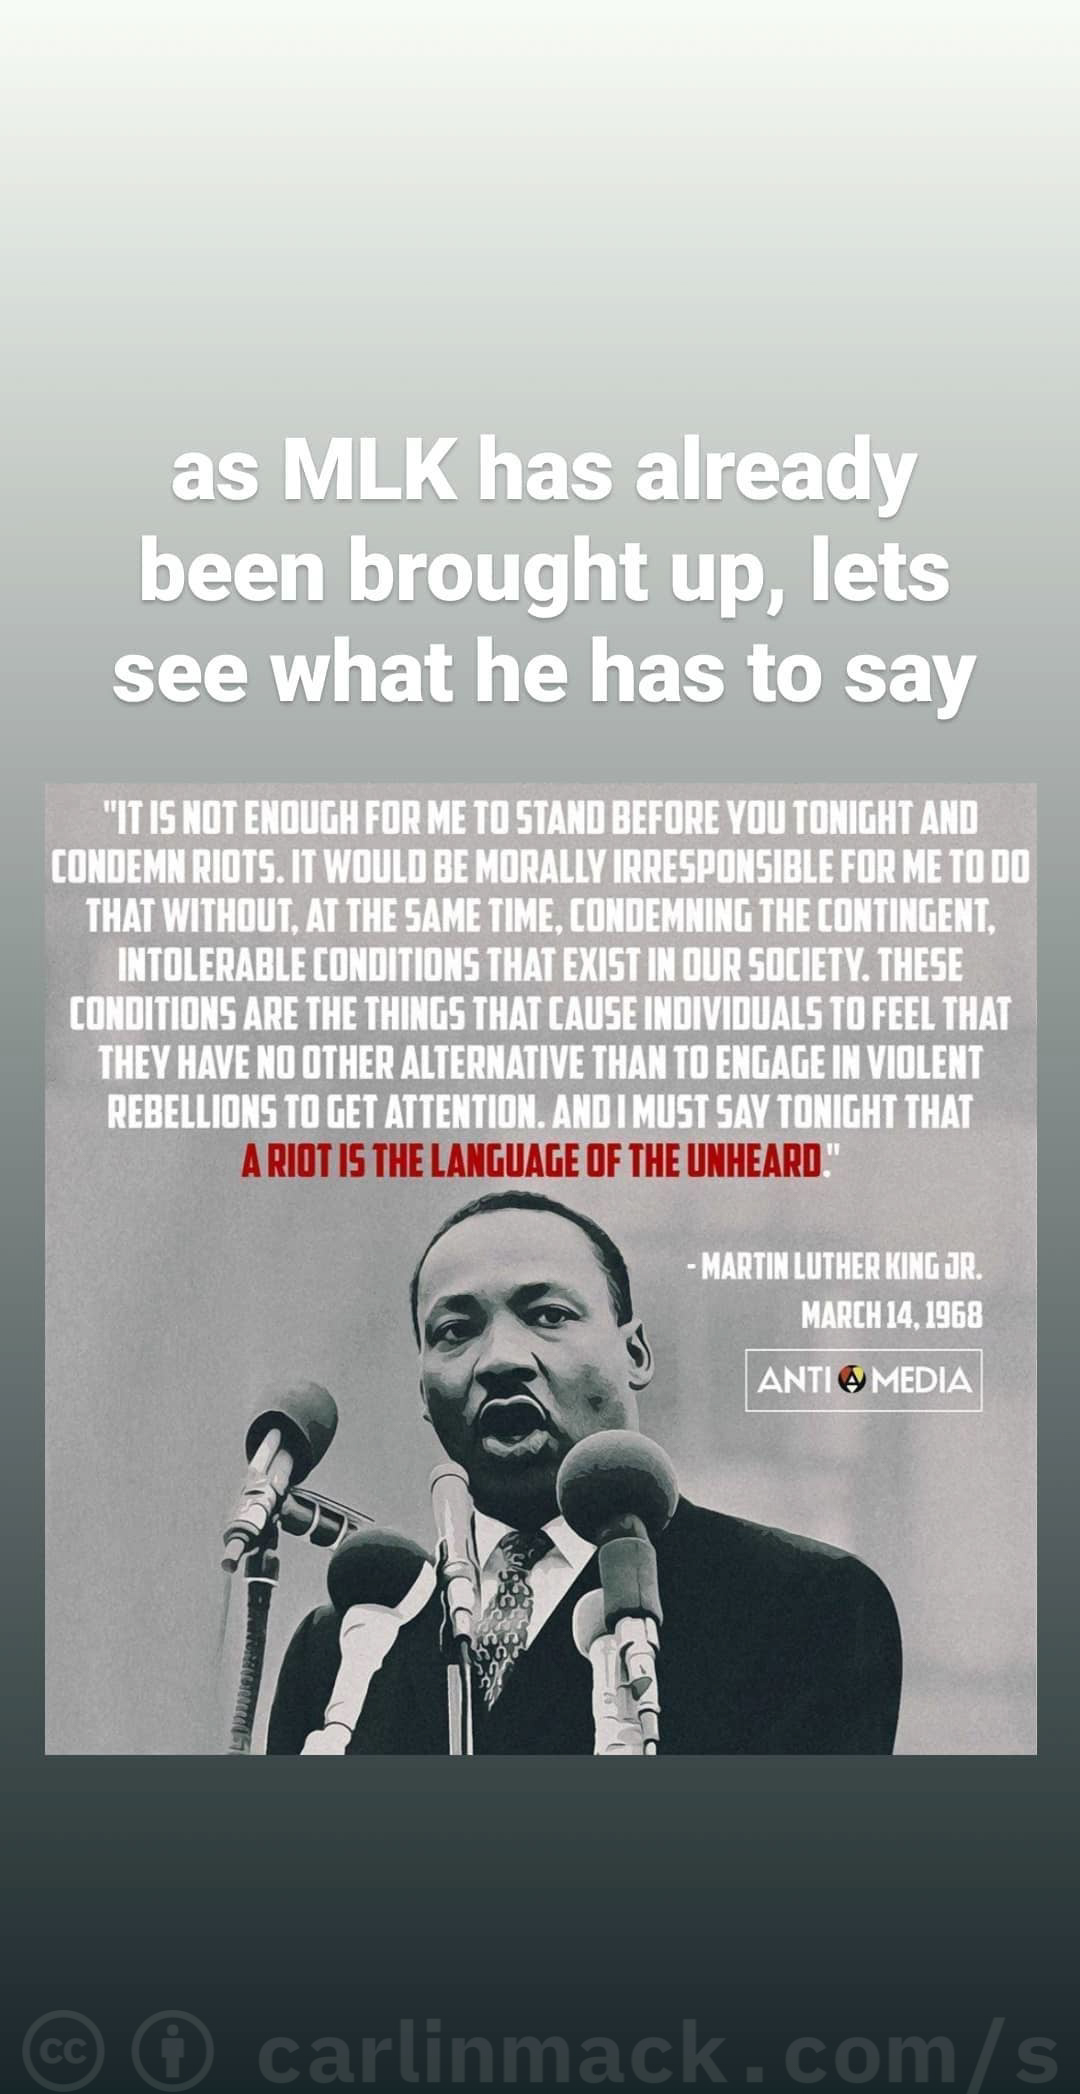 as MLK has already
been brought up, lets
see what he has to say
"IT IS NOT ENOUGH FOR ME TO STAND BEFORE YOU TONIGHT AND
CONDEMN RIOTS. IT WOULD BE MORALLY IRRESPONSIBLE FOR ME TO DO
THAT WITHOUT, AT THE SAME TIME, CONDEMNING THE CONTINGENT,
INTOLERABLE CONDITIONS THAT EXIST IN OUR SOCIETY. THESE
CONDITIONS ARE THE THINGS THAT CAUSE INDIVIDUALS TO FEEL THAT
THEY HAVE NO OTHER ALTERNATIVE THAN TO ENGAGE IN VIOLENT
REBELLIONS TO GET ATTENTION. AND I MUST SAY TONIGHT THAT
A RIOT IS THE LANGUAGE OF THE UNHEARD."
- MARTIN LUTHER KING JR.
MARCH 14, 1968
ANTI A MEDIA
cc carlinmack.com/s